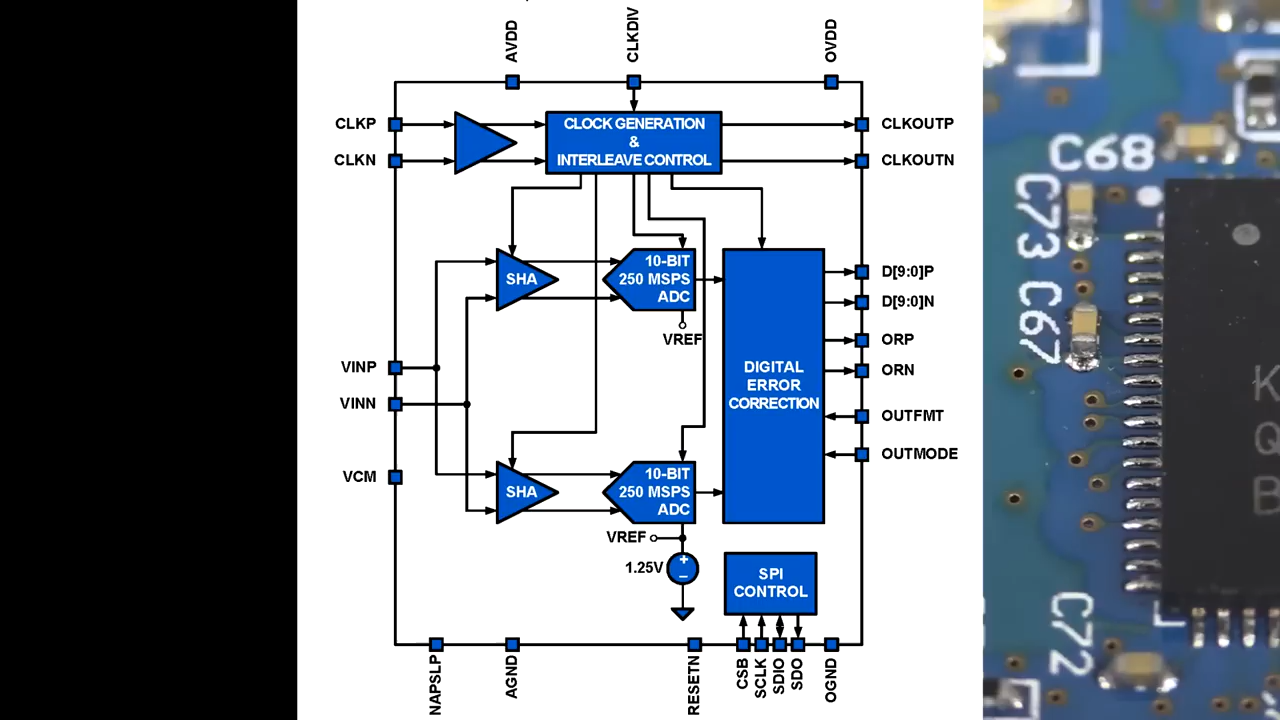 AVDD
CLKDIV
OVDD
CLKP
CLKN
CLOCK GENERATION
&
INTERLEAVE CONTROL
CLKOUTP
CLKOUTN
SHA
10-BIT
250 MSPS
ADC
VREF
D[9:0]P
D[9:0]N
ORP
ORN
VINP
VINN
DIGITAL
ERROR
CORRECTION
OUTFMT
OUTMODE
VCM
SHA
10-BIT
250 MSPS
ADC
VREF
1.25V
+
–
SPI
CONTROL
NAPSLP
AGND
RESETN
CSB
SCLK
SDIO
SDO
OGND
C68
C73
C67
C72
K
Q
B